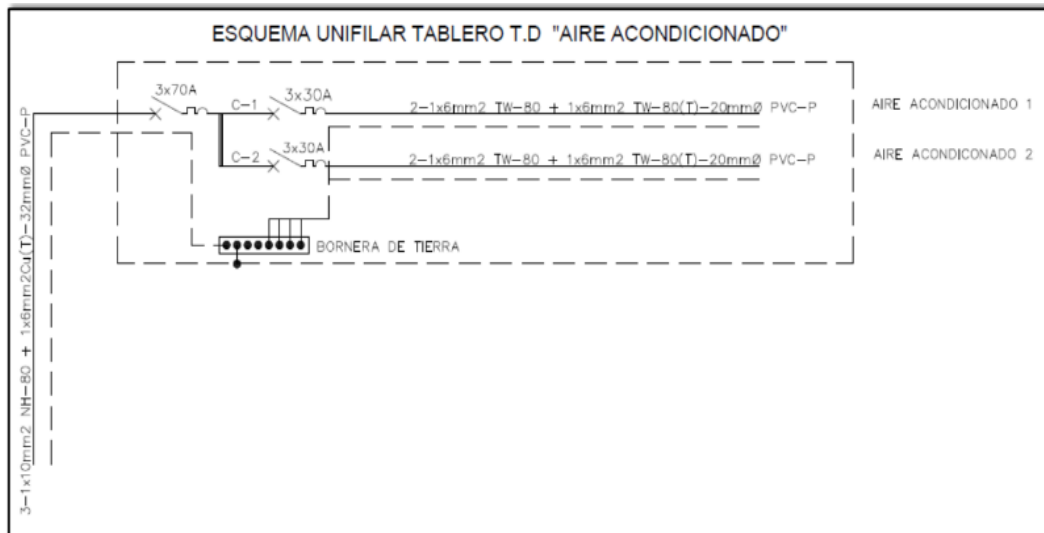 ESQUEMA UNIFILAR TABLERO T.D "AIRE ACONDICIONADO"
3x70A
C-1
3x30A
2-1x6mm2 TW-80 + 1x6mm2 TW-80(T)-20mmØ PVC-P
AIRE ACONDICIONADO 1
C-2
3x30A
2-1x6mm2 TW-80 + 1x6mm2 TW-80(T)-20mmØ PVC-P
AIRE ACONDICONADO 2
BORNERA DE TIERRA
3-1x10mm2 NH-80 + 1x6mm2Cu(T)-32mmØ PVC-P